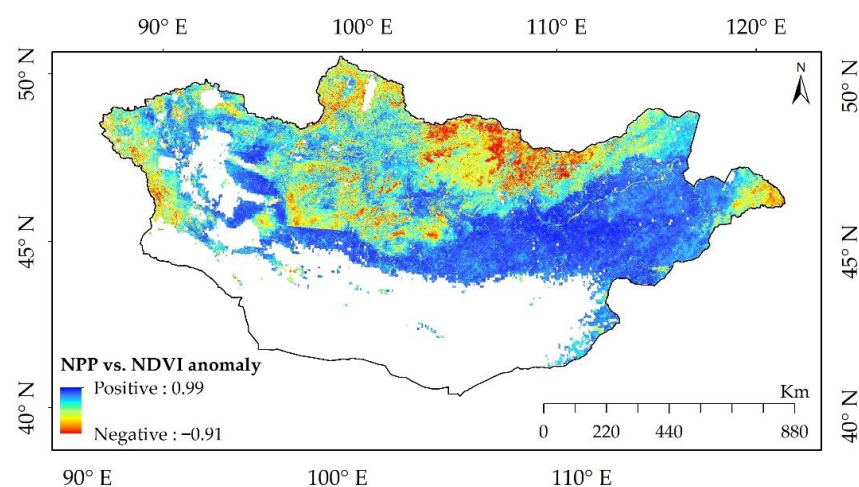 90° E 100° E 110° E 120° E
50° N
50° N
N
45° N
45° N
NPP vs. NDVI anomaly
Positive : 0.99
Negative : −0.91
Km
0 220 440 880
40° N
40° N
90° E 100° E 110° E